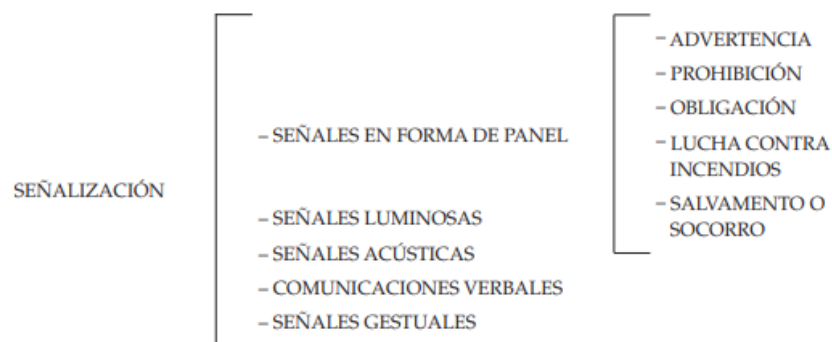 SEÑALIZACIÓN
– SEÑALES EN FORMA DE PANEL
– ADVERTENCIA
– PROHIBICIÓN
– OBLIGACIÓN
– LUCHA CONTRA
INCENDIOS
– SALVAMENTO O
SOCORRO
– SEÑALES LUMINOSAS
– SEÑALES ACÚSTICAS
– COMUNICACIONES VERBALES
– SEÑALES GESTUALES